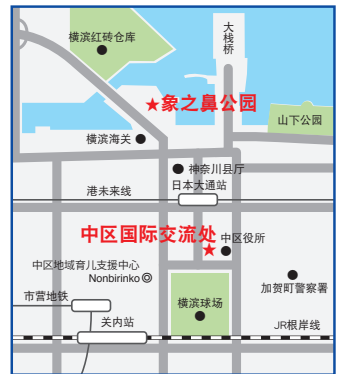 大栈桥
横滨红砖仓库
★象之鼻公园
山下公园
横滨海关
神奈川县厅
日本大通站
港未来线
中区国际交流处
★
中区役所
中区地域育儿支援中心
Nonbirinko◎
加贺町警察署
市营地铁
横滨球场
关内站
JR根岸线